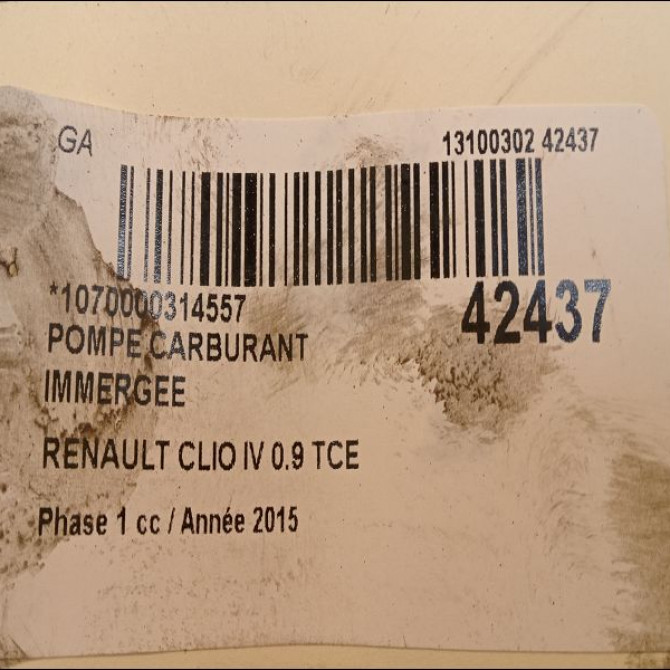 GA
13100302 42437
*1070000314557
42437
POMPE CARBURANT
IMMERGEE
RENAULT CLIO IV 0.9 TCE
Phase 1 cc / Année 2015